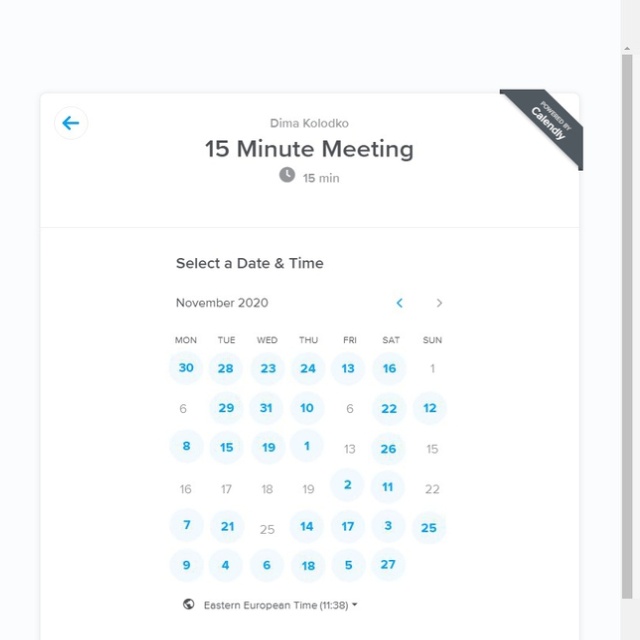 POWERED BY
Calendly
Dima Kolodko
15 Minute Meeting
15 min
Select a Date & Time
November 2020
MON TUE WED THU FRI SAT SUN
30 28 23 24 13 16 1
6 29 31 10 6 22 12
8 15 19 1 13 26 15
16 17 18 19 2 11 22
7 21 25 14 17 3 25
9 4 6 18 5 27
Eastern European Time (11:38)